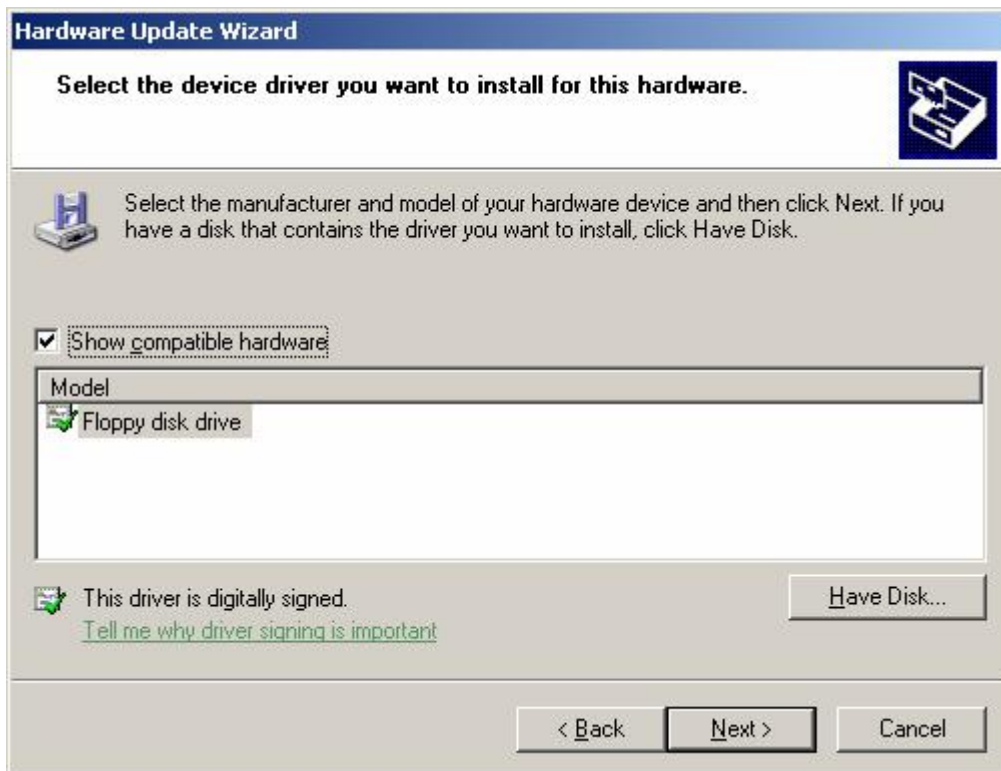 Hardware Update Wizard
Select the device driver you want to install for this hardware.
Select the manufacturer and model of your hardware device and then click Next. If you
have a disk that contains the driver you want to install, click Have Disk.
Show compatible hardware
Model
Floppy disk drive
This driver is digitally signed.
Have Disk...
Tell me why driver signing is important
< Back
Next >
Cancel